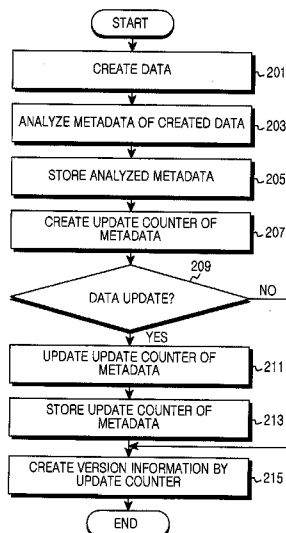 START
CREATE DATA
201
ANALYZE METADATA OF CREATED DATA
203
STORE ANALYZED METADATA
205
CREATE UPDATE COUNTER OF
METADATA
207
209
DATA UPDATE?
NO
YES
UPDATE UPDATE COUNTER OF
METADATA
211
STORE UPDATE COUNTER OF
METADATA
213
CREATE VERSION INFORMATION BY
UPDATE COUNTER
215
END